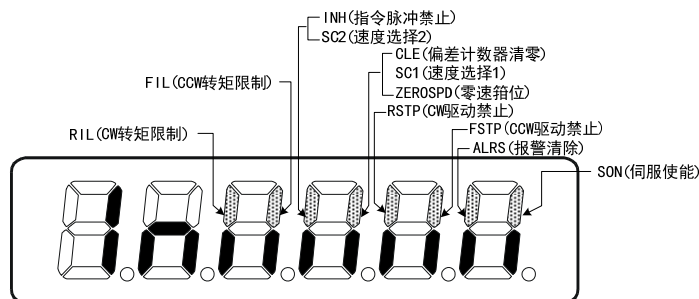 INH(指令脉冲禁止)
SC2(速度选择2)
CLE(偏差计数器清零)
FIL(CCW转矩限制)
SC1(速度选择1)
ZEROSPD(零速箝位)
RSTP(CW驱动禁止)
RIL(CW转矩限制)
FSTP(CCW驱动禁止)
ALRS(报警清除)
SON(伺服使能)